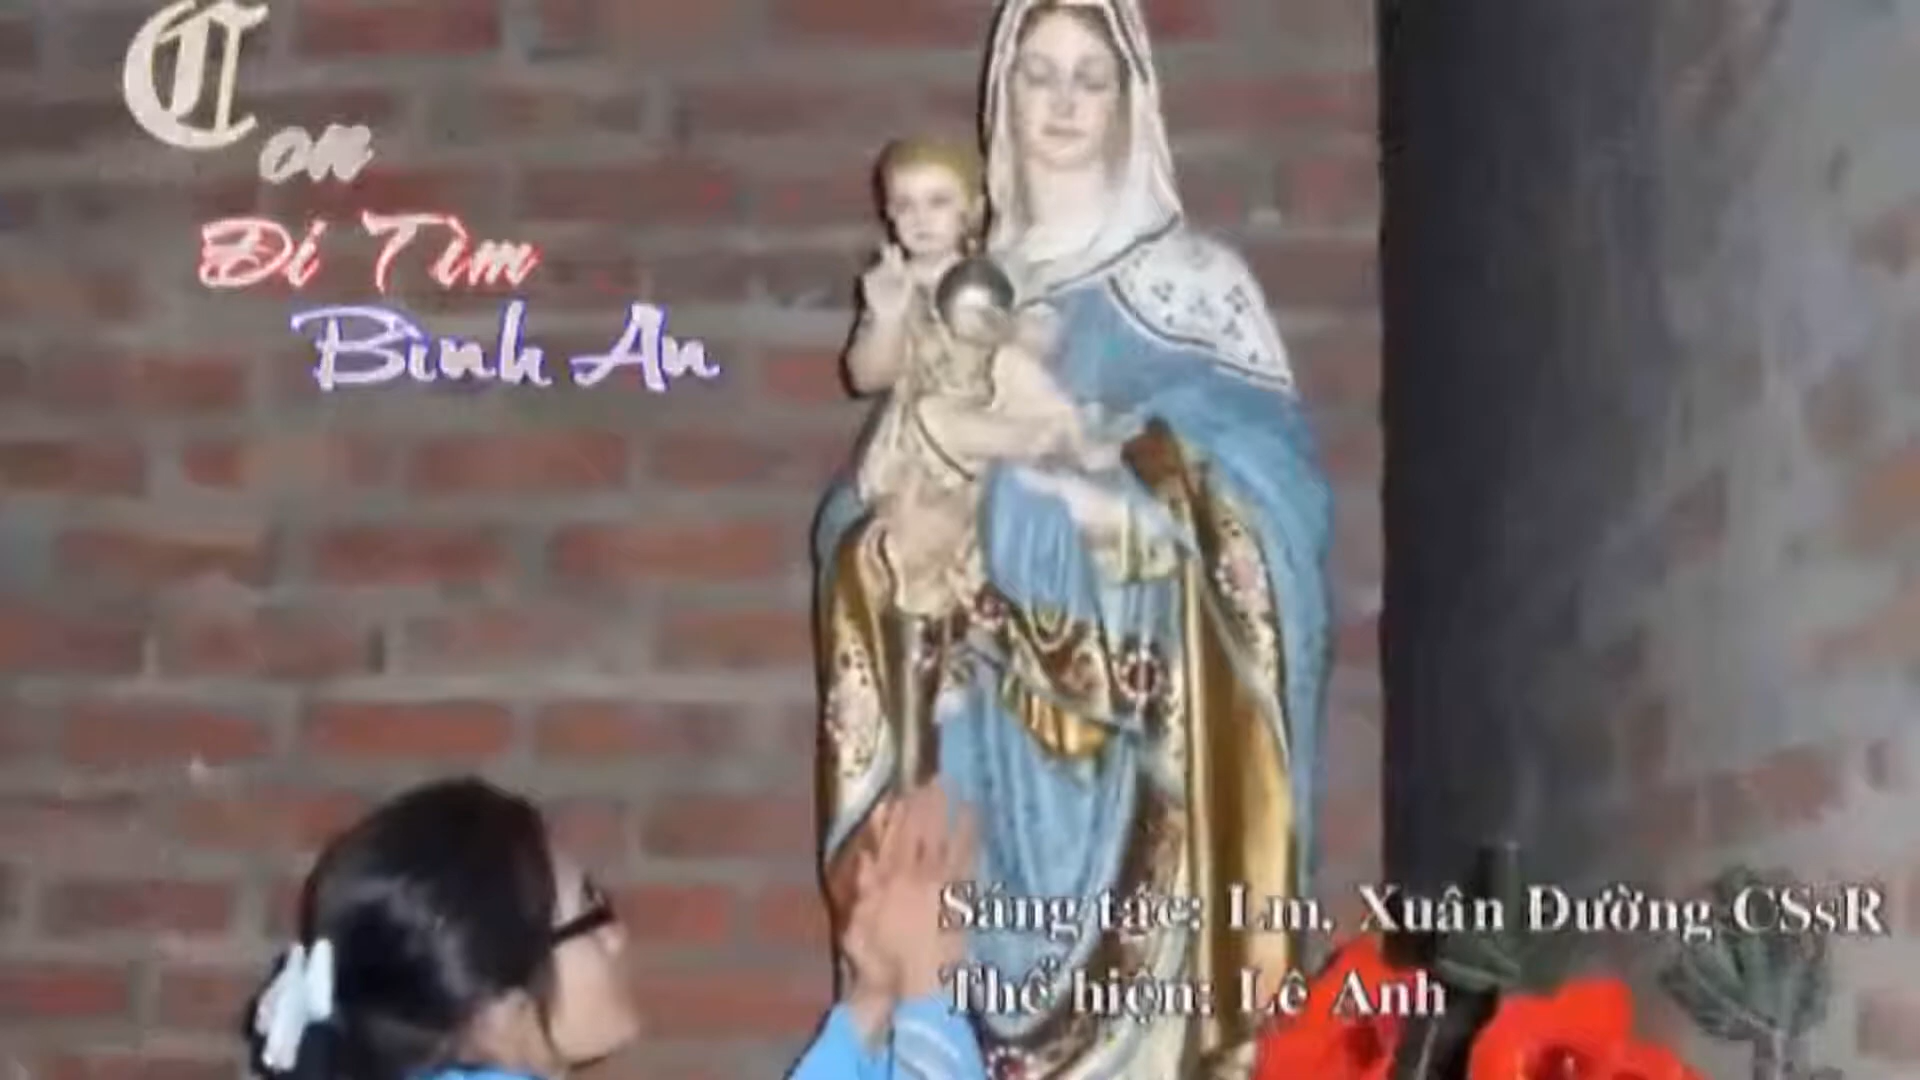 Con
Đi Tìm
Bình An
Sáng tác: Lm. Xuân Đường CSsR
Thể hiện: Lê Anh